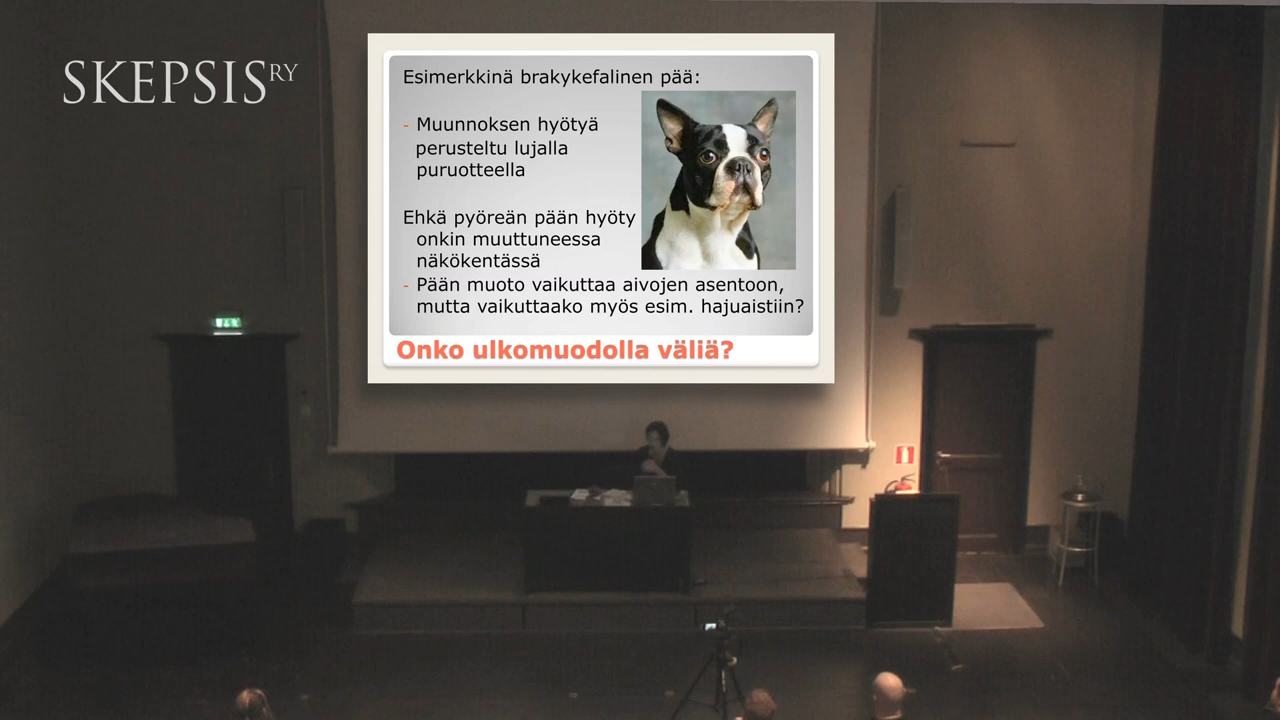 SKEPSIS RY
Esimerkkinä brakykefalinen pää:
- Muunnoksen hyötyä
perusteltu lujalla
puruotteella
Ehkä pyöreän pään hyöty
onkin muuttuneessa
näkökentässä
- Pään muoto vaikuttaa aivojen asentoon,
mutta vaikuttaako myös esim. hajuaistiin?
Onko ulkomuodolla väliä?